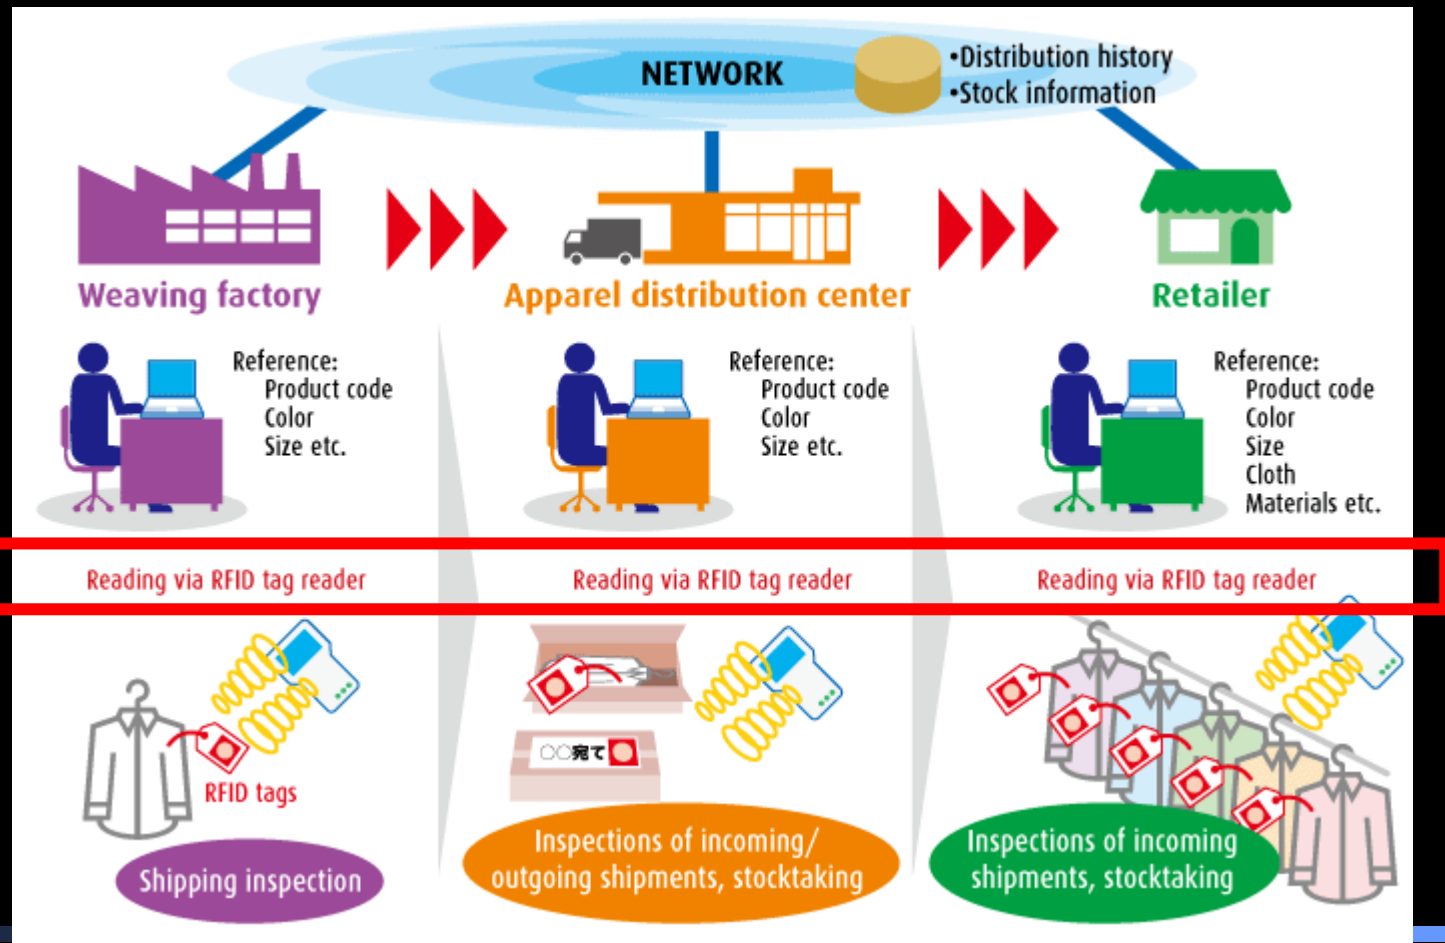 NETWORK
•Distribution history
•Stock information
Weaving factory
Apparel distribution center
Retailer
Reference:
Product code
Color
Size etc.
Reference:
Product code
Color
Size etc.
Reference:
Product code
Color
Size
Cloth
Materials etc.
Reading via RFID tag reader
Reading via RFID tag reader
Reading via RFID tag reader
RFID tags
○○宛て
Shipping inspection
Inspections of incoming/
outgoing shipments, stocktaking
Inspections of incoming
shipments, stocktaking